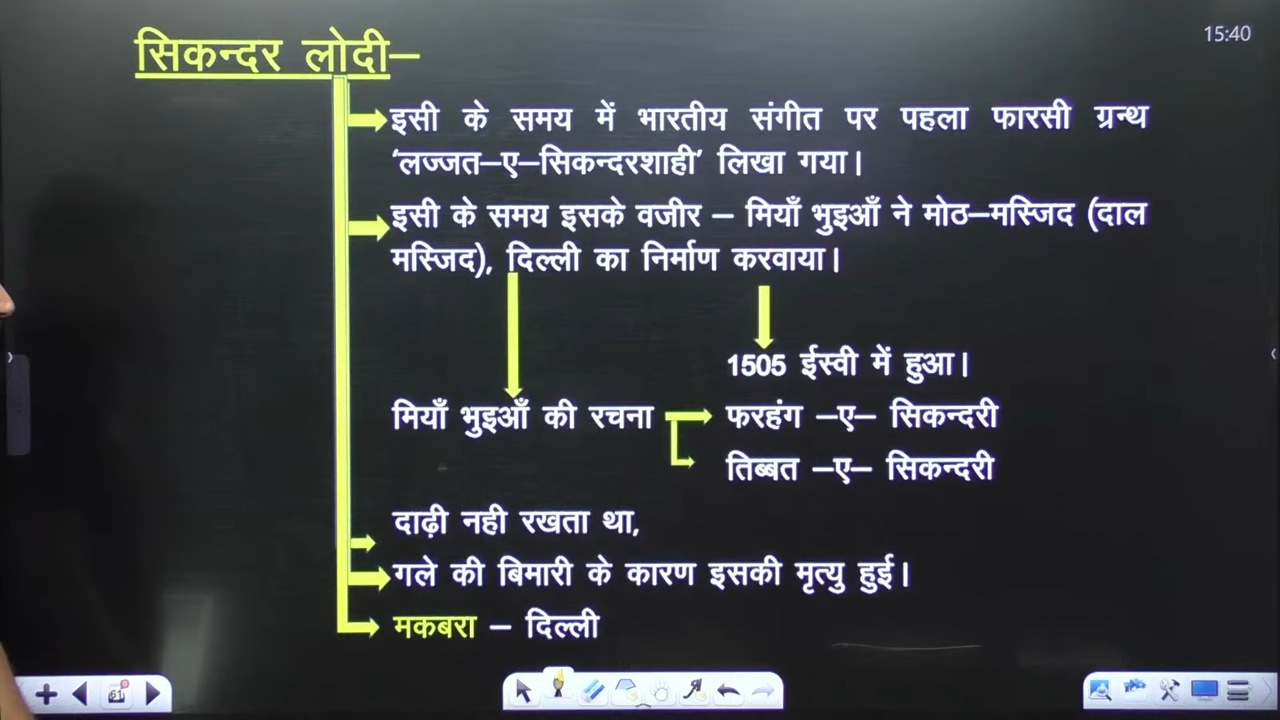 15:40
सिकन्दर लोदी–
इसी के समय में भारतीय संगीत पर पहला फारसी ग्रन्थ
‘लज्जत–ए–सिकन्दरशाही’ लिखा गया।
इसी के समय इसके वजीर – मियाँ भुइआँ ने मोठ–मस्जिद (दाल
मस्जिद), दिल्ली का निर्माण करवाया।
1505 ईस्वी में हुआ।
मियाँ भुइआँ की रचना फरहंग –ए– सिकन्दरी
तिब्बत –ए– सिकन्दरी
दाढ़ी नही रखता था,
गले की बिमारी के कारण इसकी मृत्यु हुई।
मकबरा – दिल्ली
61